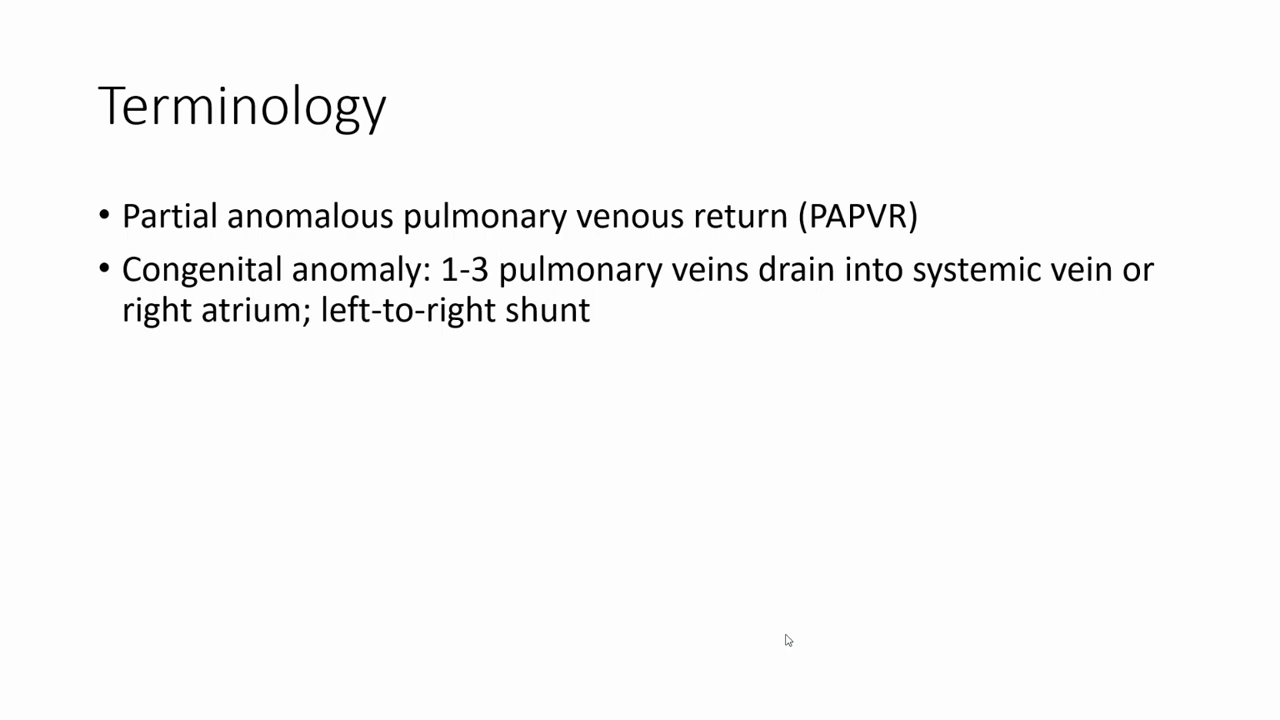 Terminology
• Partial anomalous pulmonary venous return (PAPVR)
• Congenital anomaly: 1-3 pulmonary veins drain into systemic vein or
right atrium; left-to-right shunt